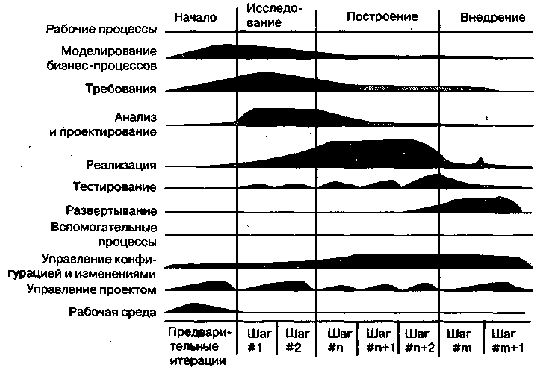 Начало
Исследо-
вание
Построение
Внедрение
Рабочие процессы
Моделирование
бизнес-процессов
Требования
Анализ
и проектирование
Реализация
Тестирование
Развертывание
Вспомогательные
процессы
Управление конфи-
гурацией и изменениями
Управление проектом
Рабочая среда
Предвари-
тельные
итерации
Шаг
#1
Шаг
#2
Шаг
#n
Шаг
#n+1
Шаг
#n+2
Шаг
#m
Шаг
#m+1